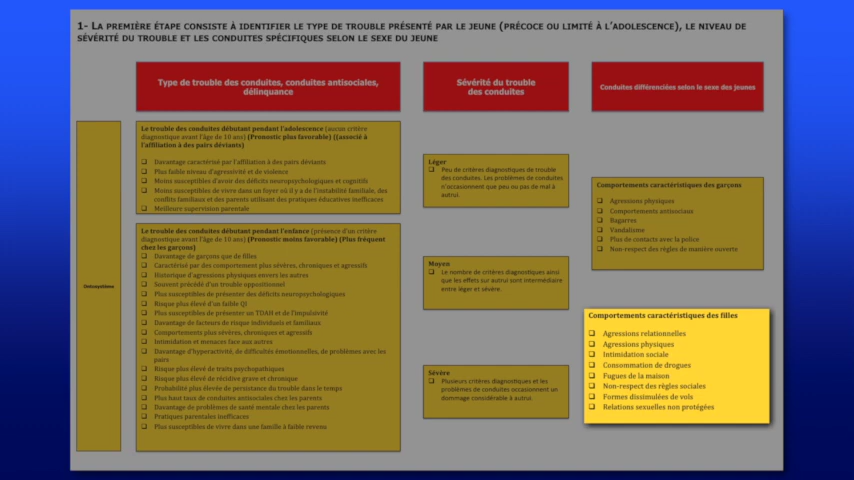 1- LA PREMIÈRE ÉTAPE CONSISTE À IDENTIFIER LE TYPE DE TROUBLE PRÉSENTÉ PAR LE JEUNE (PRÉCOCE OU LIMITÉ À L'ADOLESCENCE), LE NIVEAU DE
SÉVÉRITÉ DU TROUBLE ET LES CONDUITES SPÉCIFIQUES SELON LE SEXE DU JEUNE
Type de trouble des conduites, conduites antisociales,
délinquance
Le trouble des conduites débutant pendant l'adolescence (aucun critère
diagnostique avant l'âge de 10 ans) (Pronostic plus favorable) ((associé à
l'affiliation à des pairs déviants)
❑ Davantage caractérisé par l'affiliation à des pairs déviants
❑ Plus faible niveau d'agressivité et de violence
❑ Moins susceptibles d'avoir des déficits neuropsychologiques et cognitifs
❑ Moins susceptibles de vivre dans un foyer où il y a de l'instabilité familiale, des
conflits familiaux et des parents utilisant des pratiques éducatives inefficaces
❑ Meilleure supervision parentale
Le trouble des conduites débutant pendant l'enfance (présence d'un critère
diagnostique avant l'âge de 10 ans) (Pronostic moins favorable) (Plus fréquent
chez les garçons)
❑ Davantage de garçons que de filles
❑ Caractérisé par des comportement plus sévères, chroniques et agressifs
❑ Historique d'agressions physiques envers les autres
❑ Souvent précédé d'un trouble oppositionnel
❑ Plus susceptibles de présenter des déficits neuropsychologiques
❑ Risque plus élevé d'un faible QI
❑ Plus susceptibles de présenter un TDAH et de l'impulsivité
❑ Davantage de facteurs de risque individuels et familiaux
❑ Comportements plus sévères, chroniques et agressifs
❑ Intimidation et menaces face aux autres
❑ Davantage d'hyperactivité, de difficultés émotionnelles, de problèmes avec les
pairs
❑ Risque plus élevé de traits psychopathiques
❑ Risque plus élevé de récidive grave et chronique
❑ Probabilité plus élevée de persistance du trouble dans le temps
❑ Plus haut taux de conduites antisociales chez les parents
❑ Davantage de problèmes de santé mentale chez les parents
❑ Pratiques parentales inefficaces
❑ Plus susceptibles de vivre dans une famille à faible revenu
Sévérité du trouble
des conduites
Léger
❑ Peu de critères diagnostiques de trouble
des conduites. Les problèmes de conduites
n'occasionnent que peu ou pas de mal à
autrui.
Moyen
❑ Le nombre de critères diagnostiques ainsi
que les effets sur autrui sont intermédiaire
entre léger et sévère.
Sévère
❑ Plusieurs critères diagnostiques et les
problèmes de conduites occasionnent un
dommage considérable à autrui.
Conduites différenciées selon le sexe des jeunes
Comportements caractéristiques des garçons
❑ Agressions physiques
❑ Comportements antisociaux
❑ Bagarres
❑ Vandalisme
❑ Plus de contacts avec la police
❑ Non-respect des règles de manière ouverte
Comportements caractéristiques des filles
❑ Agressions relationnelles
❑ Agressions physiques
❑ Intimidation sociale
❑ Consommation de drogues
❑ Fugues de la maison
❑ Non-respect des règles sociales
❑ Formes dissimulées de vols
❑ Relations sexuelles non protégées